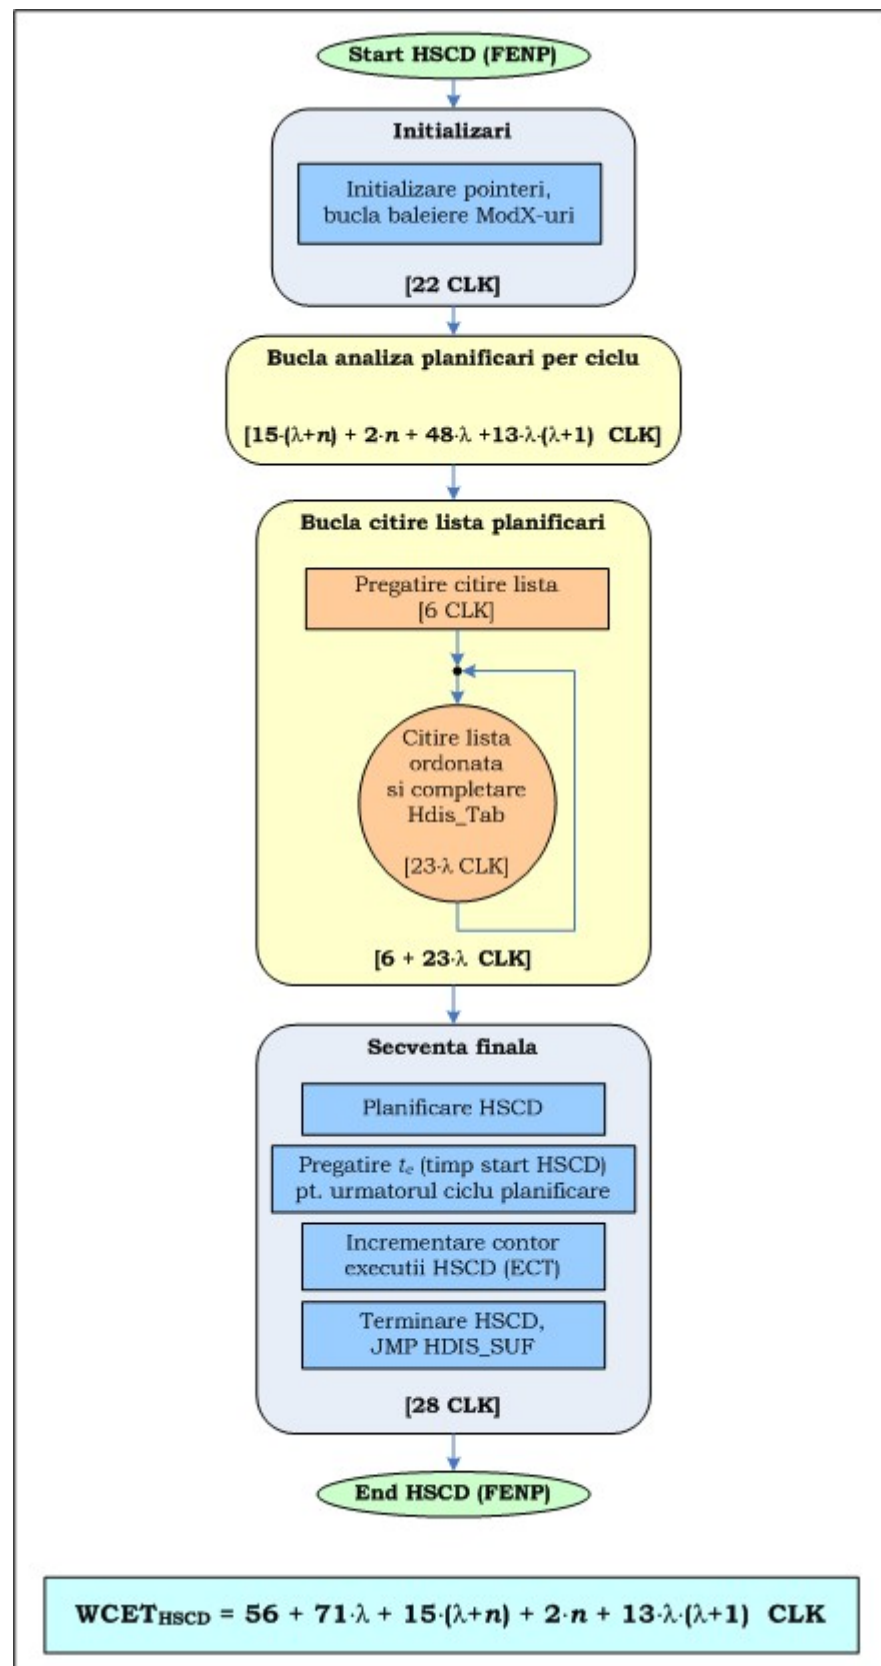 Start HSCD (FENP)
Initializari
Initializare pointeri,
bucla baleiere ModX-uri
[22 CLK]
Bucla analiza planificari per ciclu
[15·(λ+n) + 2·n + 48·λ +13·λ·(λ+1) CLK]
Bucla citire lista planificari
Pregatire citire lista
[6 CLK]
Citire lista
ordonata
si completare
Hdis_Tab
[23·λ CLK]
[6 + 23·λ CLK]
Secventa finala
Planificare HSCD
Pregatire te (timp start HSCD)
pt. urmatorul ciclu planificare
Incrementare contor
executii HSCD (ECT)
Terminare HSCD,
JMP HDIS_SUF
[28 CLK]
End HSCD (FENP)
WCETHSCD = 56 + 71·λ + 15·(λ+n) + 2·n + 13·λ·(λ+1) CLK